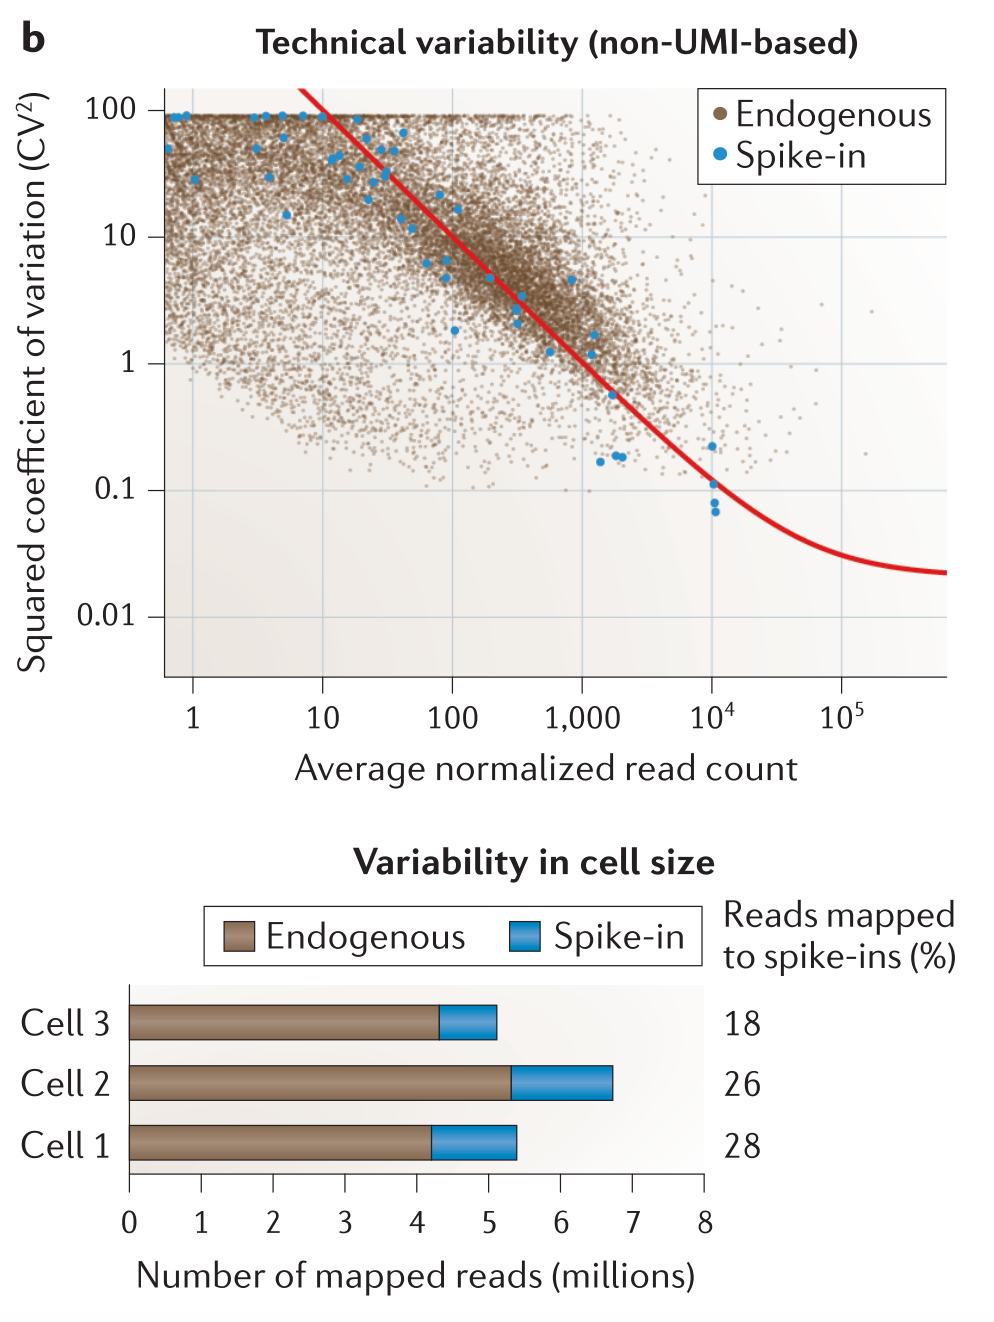 b
Technical variability (non-UMI-based)
Squared coefficient of variation (CV²)
100
10
1
0.1
0.01
Endogenous
Spike-in
1 10 100 1,000 10⁴ 10⁵
Average normalized read count
Variability in cell size
Endogenous Spike-in
Reads mapped
to spike-ins (%)
Cell 3 18
Cell 2 26
Cell 1 28
0 1 2 3 4 5 6 7 8
Number of mapped reads (millions)